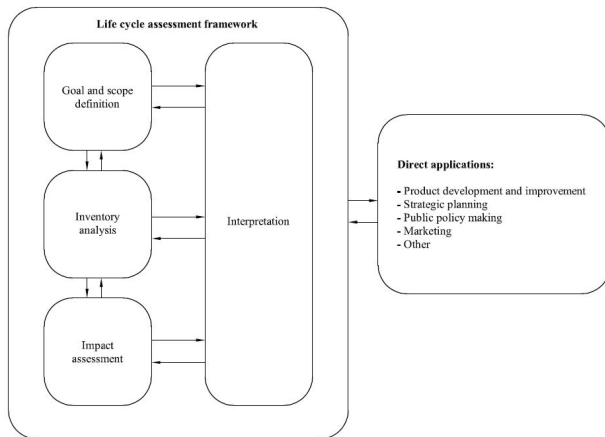 Life cycle assessment framework
Goal and scope
definition
Inventory
analysis
Interpretation
Impact
assessment
Direct applications:
- Product development and improvement
- Strategic planning
- Public policy making
- Marketing
- Other